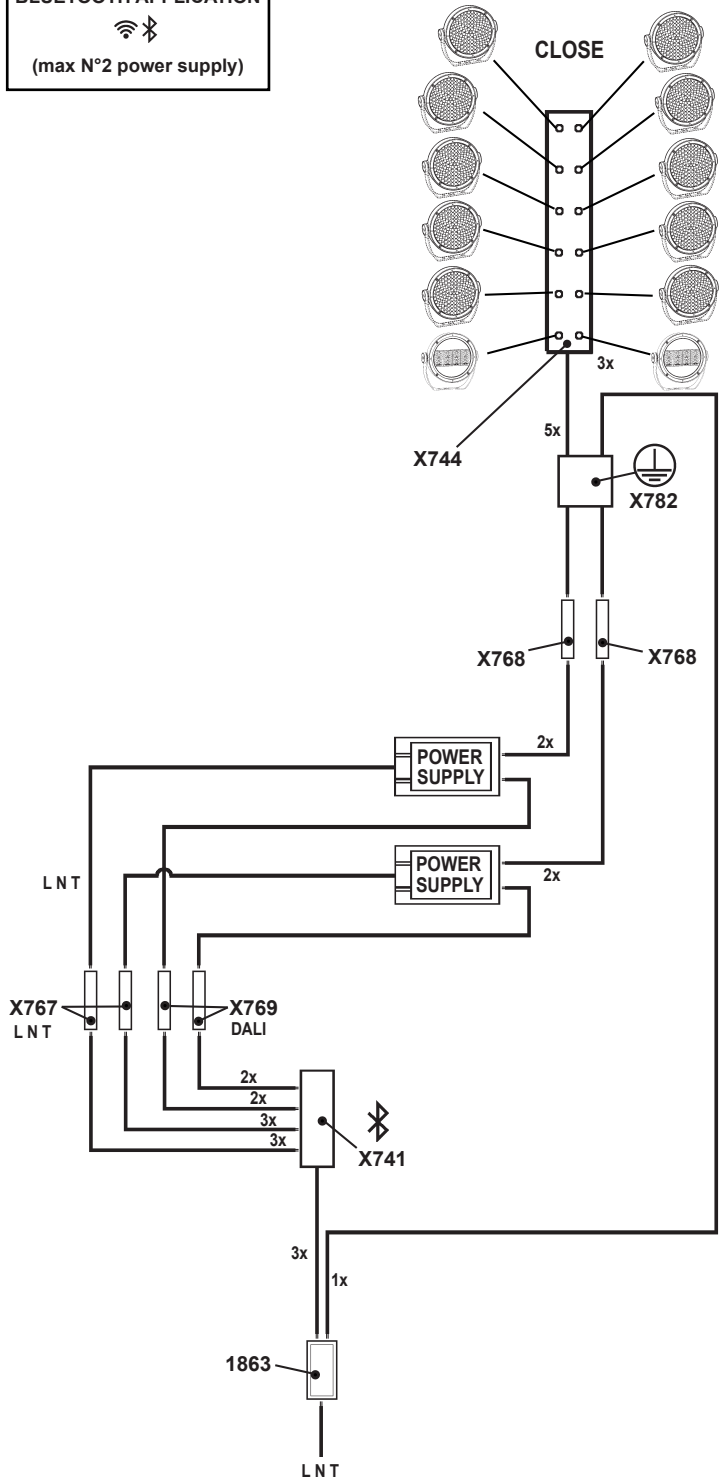 BLUETOOTH APPLICATION
(max N°2 power supply)
CLOSE
3x
X744
5x
X782
X768
X768
2x
POWER
SUPPLY
POWER
SUPPLY
2x
L N T
X767
L N T
X769
DALI
2x
2x
3x
3x
X741
3x
1x
1863
L N T